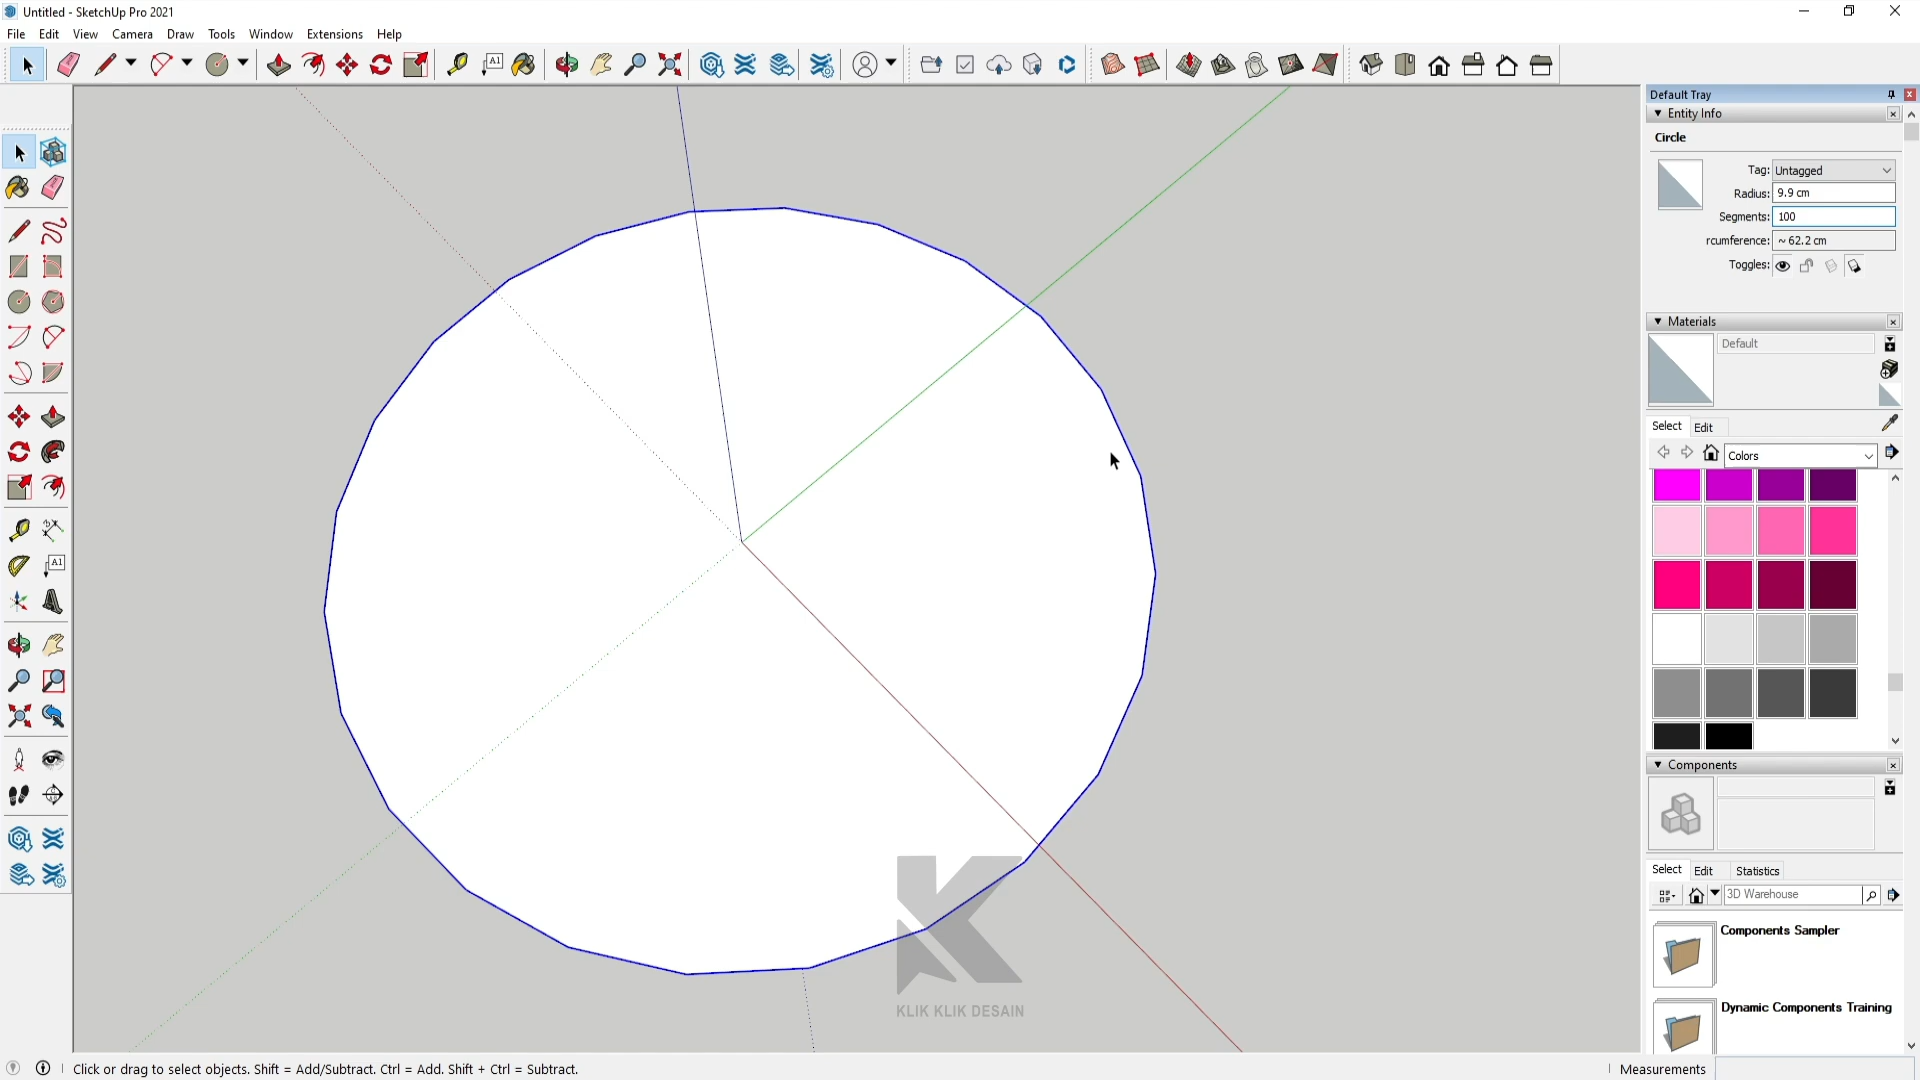 Untitled - SketchUp Pro 2021
File Edit View Camera Draw Tools Window Extensions Help
A1
Default Tray
Entity Info
Circle
Tag: Untagged
Radius: 9.9 cm
Segments: 100
rcumference: ~ 62.2 cm
Toggles:
Materials
Default
Select Edit
Colors
A1
Components
Select Edit Statistics
3D Warehouse
Components Sampler
Dynamic Components Training
KLIK KLIK DESAIN
Click or drag to select objects. Shift = Add/Subtract. Ctrl = Add. Shift + Ctrl = Subtract.
Measurements